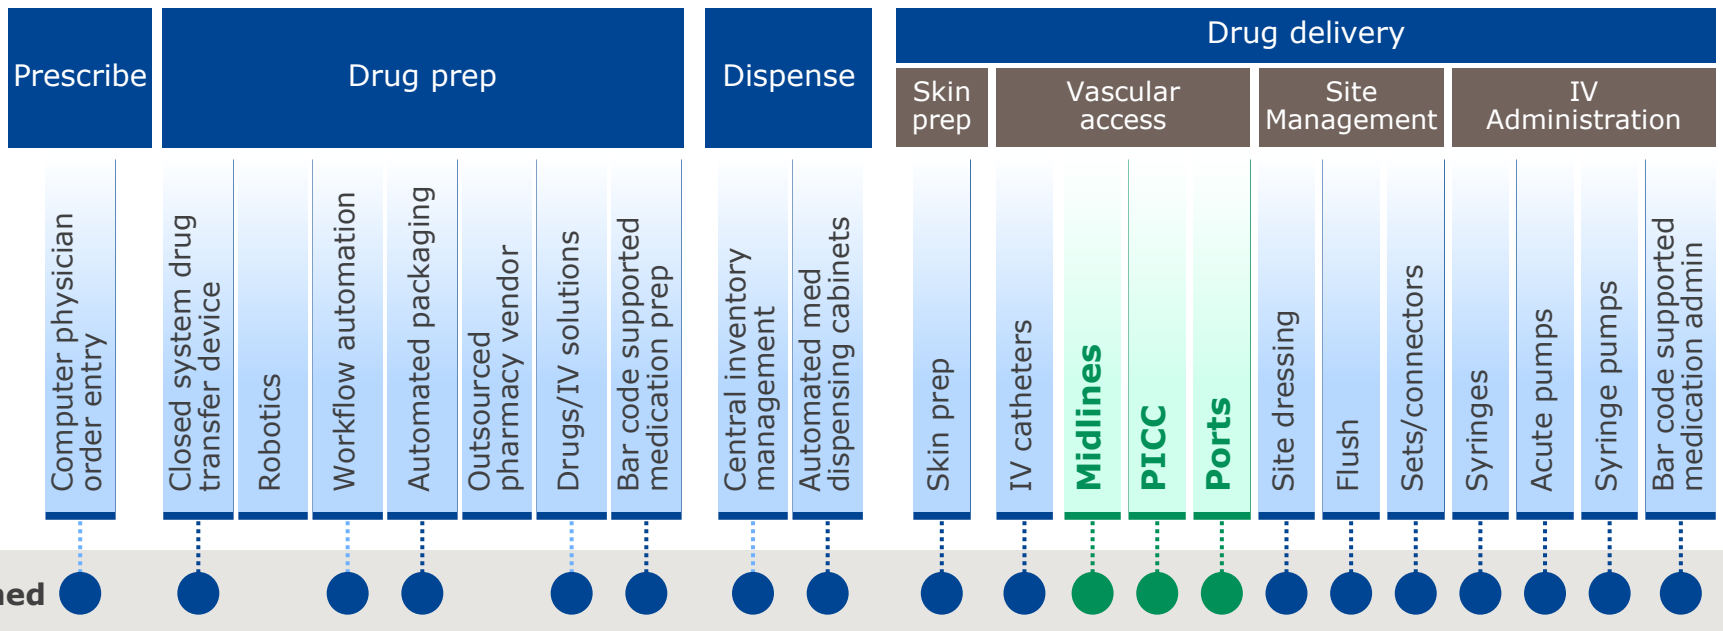 Prescribe
Drug prep
Dispense
Drug delivery
Skin
prep
Vascular
access
Site
Management
IV
Administration
Computer physician
order entry
Closed system drug
transfer device
Robotics
Workflow automation
Automated packaging
Outsourced
pharmacy vendor
Drugs/IV solutions
Bar code supported
medication prep
Central inventory
management
Automated med
dispensing cabinets
Skin prep
IV catheters
Midlines
PICC
Ports
Site dressing
Flush
Sets/connectors
Syringes
Acute pumps
Syringe pumps
Bar code supported
medication admin